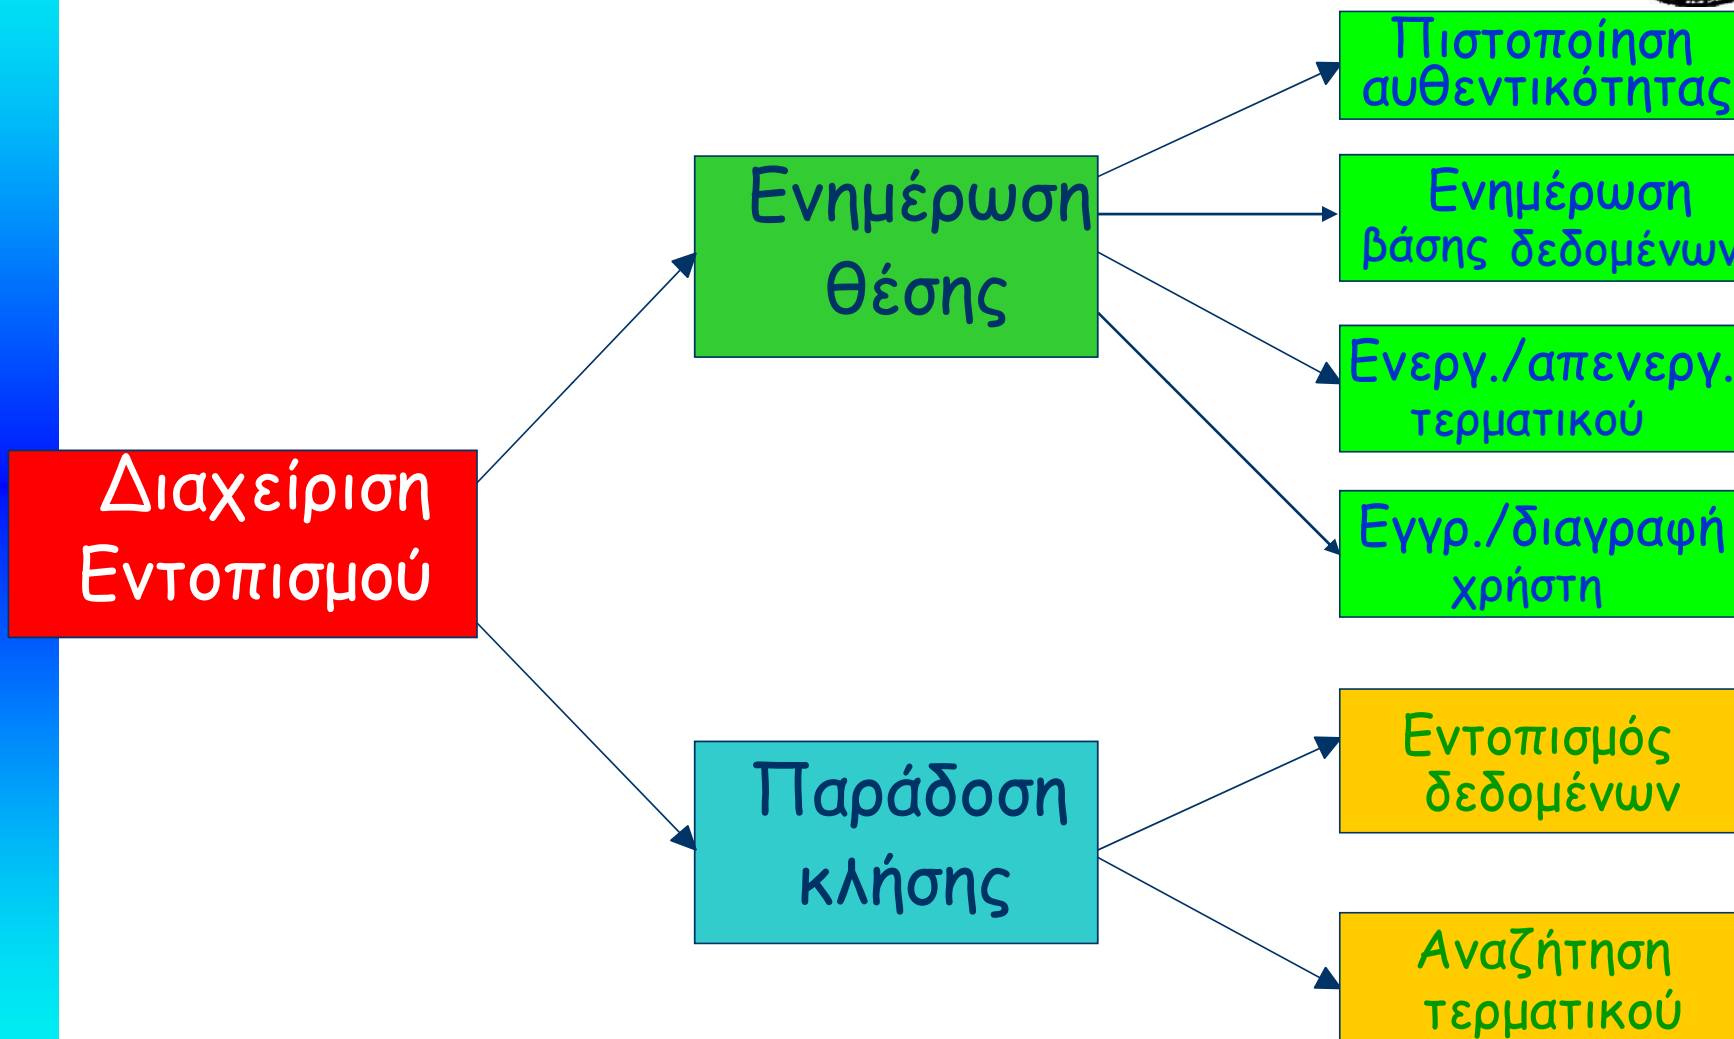 Διαχείριση
Εντοπισμού
Ενημέρωση
θέσης
Πιστοποίηση
αυθεντικότητας
Ενημέρωση
βάσης δεδομένων
Ενεργ./απενεργ.
τερματικού
Εγγρ./διαγραφή
χρήστη
Παράδοση
κλήσης
Εντοπισμός
δεδομένων
Αναζήτηση
τερματικού